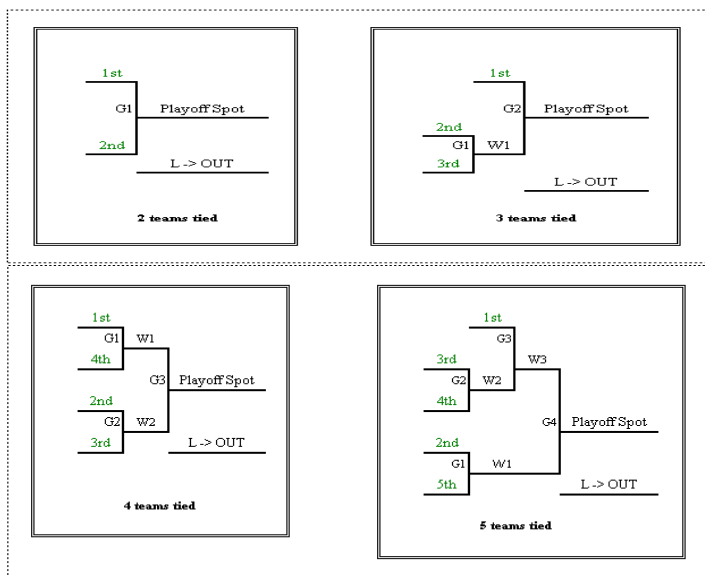 1st
G1 Playoff Spot
2nd
L -> OUT
2 teams tied
1st
G2 Playoff Spot
2nd
G1 W1
3rd
L -> OUT
3 teams tied
1st
G1 W1
4th
G3 Playoff Spot
2nd
G2 W2
3rd L -> OUT
4 teams tied
1st
G3
3rd W3
G2 W2
4th
G4 Playoff Spot
2nd
G1 W1
5th L -> OUT
5 teams tied